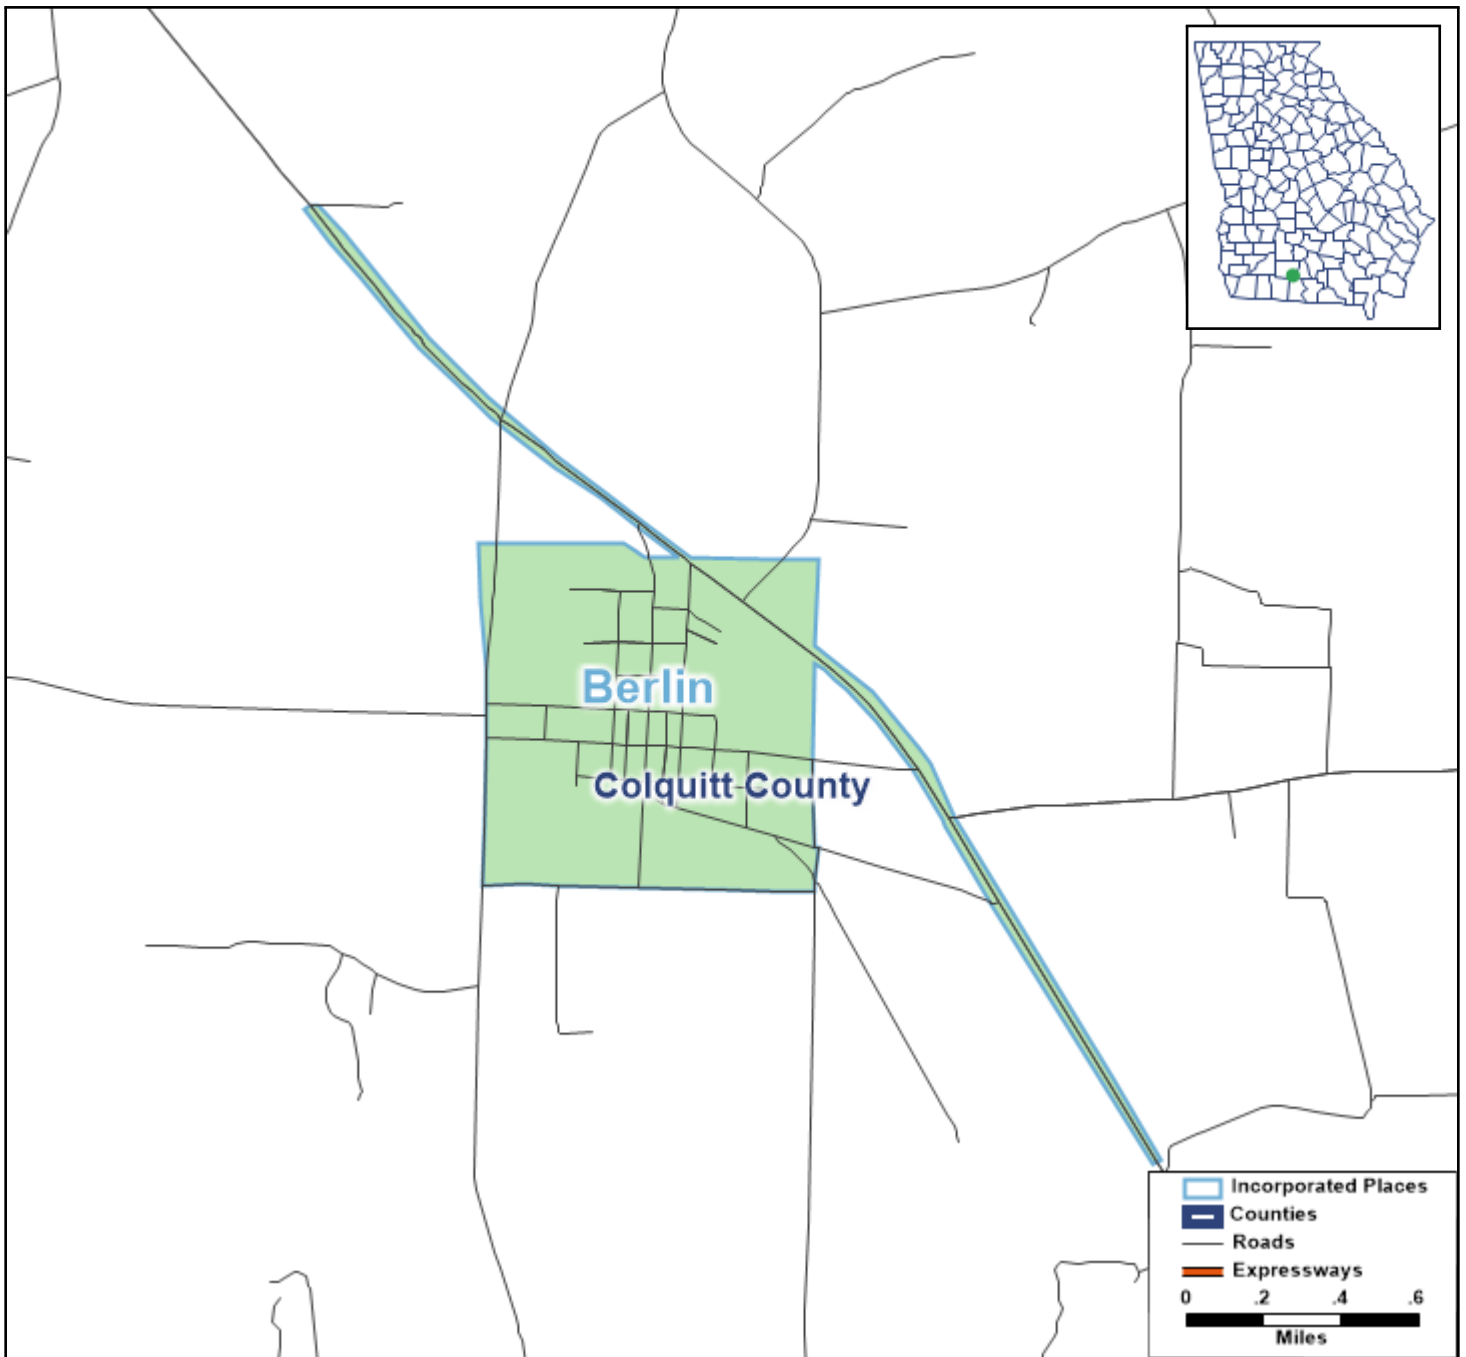 Berlin
Colquitt County
Incorporated Places
Counties
Roads
Expressways
0 .2 .4 .6
Miles